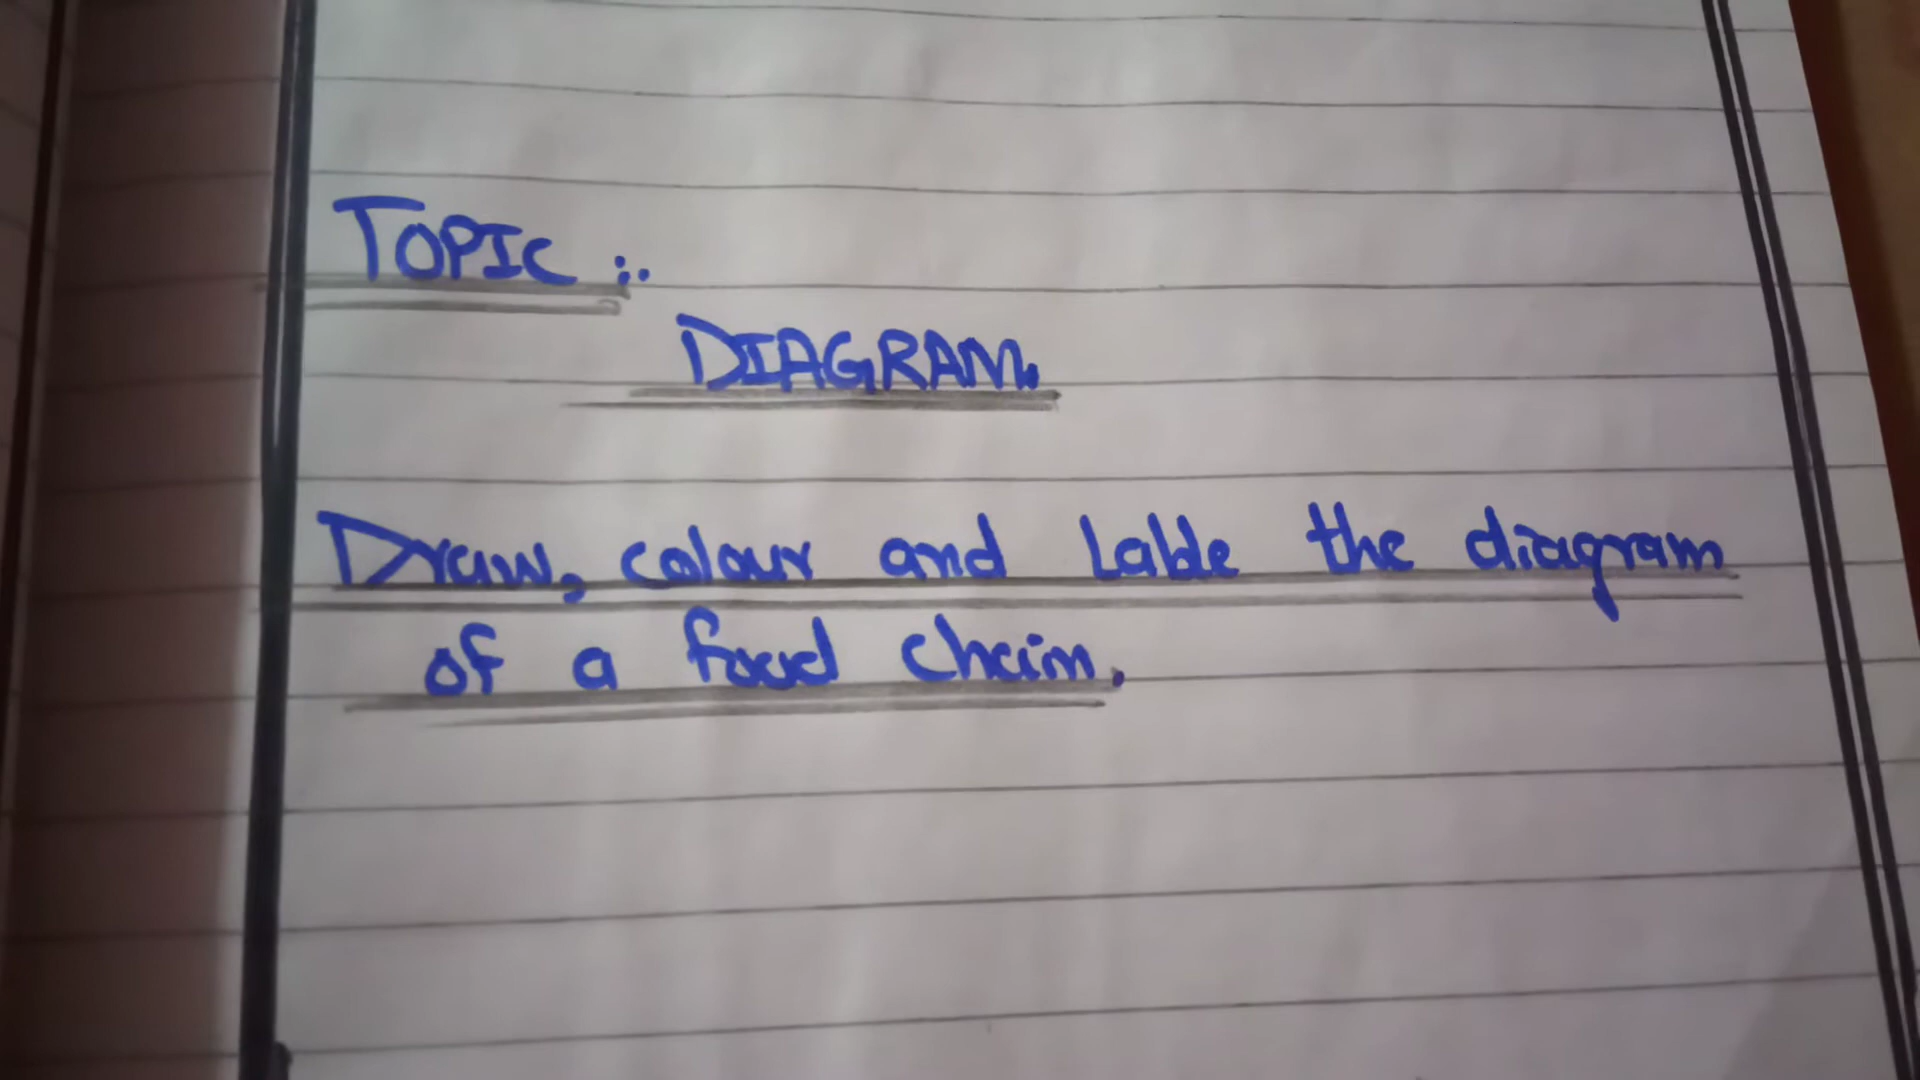 TOPIC :.
DIAGRAM.
Draw, colour and Lable the diagram
of a food chain.